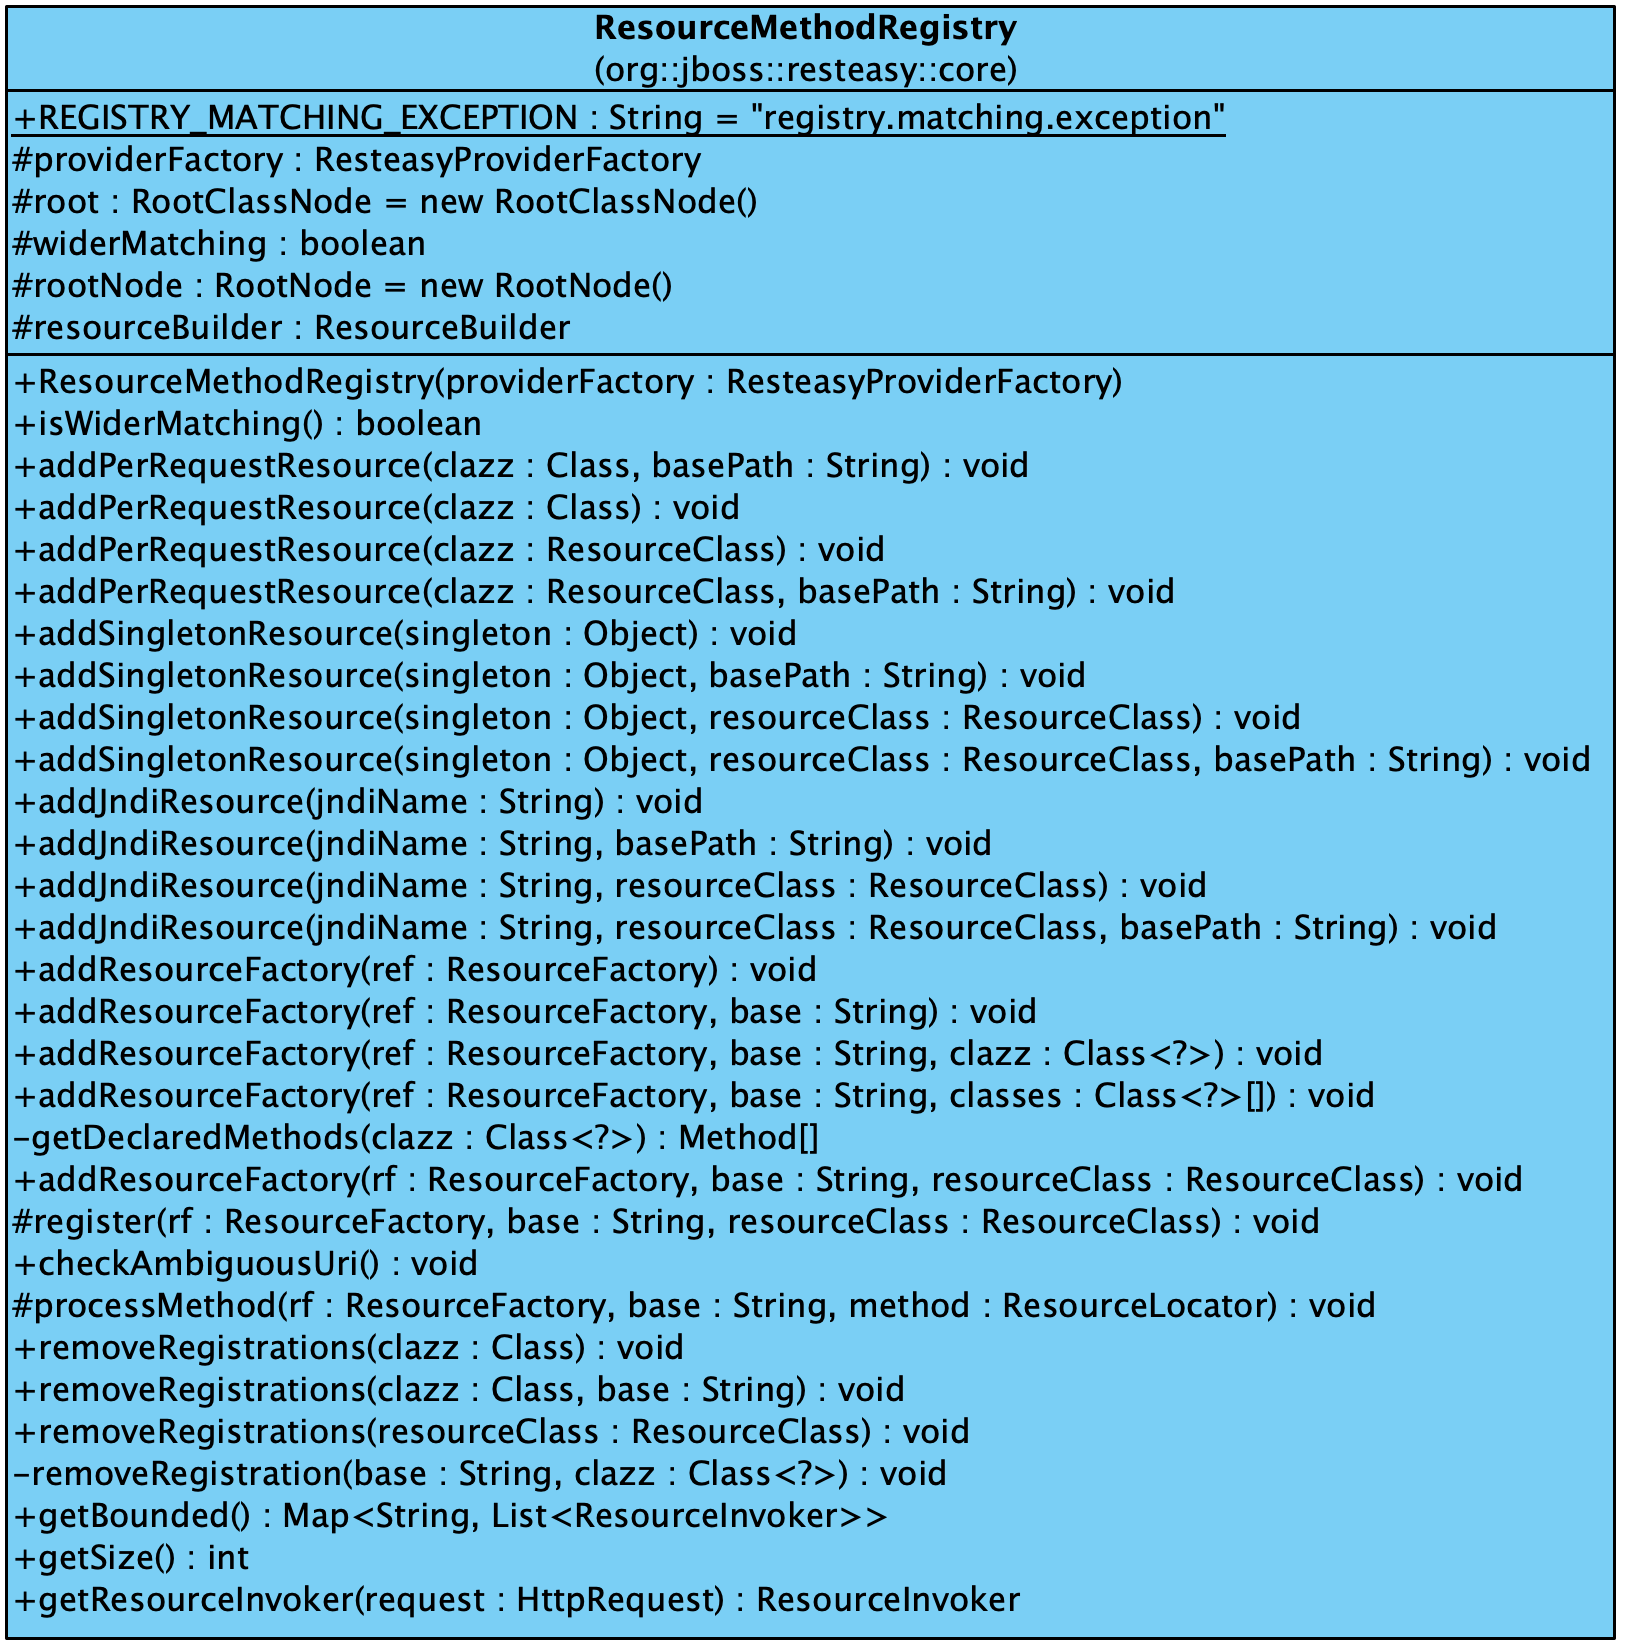 ResourceMethodRegistry
(org::jboss::resteasy::core)
+REGISTRY_MATCHING_EXCEPTION : String = "registry.matching.exception"
#providerFactory : ResteasyProviderFactory
#root : RootClassNode = new RootClassNode()
#widerMatching : boolean
#rootNode : RootNode = new RootNode()
#resourceBuilder : ResourceBuilder
+ResourceMethodRegistry(providerFactory : ResteasyProviderFactory)
+isWiderMatching() : boolean
+addPerRequestResource(clazz : Class, basePath : String) : void
+addPerRequestResource(clazz : Class) : void
+addPerRequestResource(clazz : ResourceClass) : void
+addPerRequestResource(clazz : ResourceClass, basePath : String) : void
+addSingletonResource(singleton : Object) : void
+addSingletonResource(singleton : Object, basePath : String) : void
+addSingletonResource(singleton : Object, resourceClass : ResourceClass) : void
+addSingletonResource(singleton : Object, resourceClass : ResourceClass, basePath : String) : void
+addJndiResource(jndiName : String) : void
+addJndiResource(jndiName : String, basePath : String) : void
+addJndiResource(jndiName : String, resourceClass : ResourceClass) : void
+addJndiResource(jndiName : String, resourceClass : ResourceClass, basePath : String) : void
+addResourceFactory(ref : ResourceFactory) : void
+addResourceFactory(ref : ResourceFactory, base : String) : void
+addResourceFactory(ref : ResourceFactory, base : String, clazz : Class<?>) : void
+addResourceFactory(ref : ResourceFactory, base : String, classes : Class<?>[]) : void
-getDeclaredMethods(clazz : Class<?>) : Method[]
+addResourceFactory(rf : ResourceFactory, base : String, resourceClass : ResourceClass) : void
#register(rf : ResourceFactory, base : String, resourceClass : ResourceClass) : void
+checkAmbiguousUri() : void
#processMethod(rf : ResourceFactory, base : String, method : ResourceLocator) : void
+removeRegistrations(clazz : Class) : void
+removeRegistrations(clazz : Class, base : String) : void
+removeRegistrations(resourceClass : ResourceClass) : void
-removeRegistration(base : String, clazz : Class<?>) : void
+getBounded() : Map<String, List<ResourceInvoker>>
+getSize() : int
+getResourceInvoker(request : HttpRequest) : ResourceInvoker